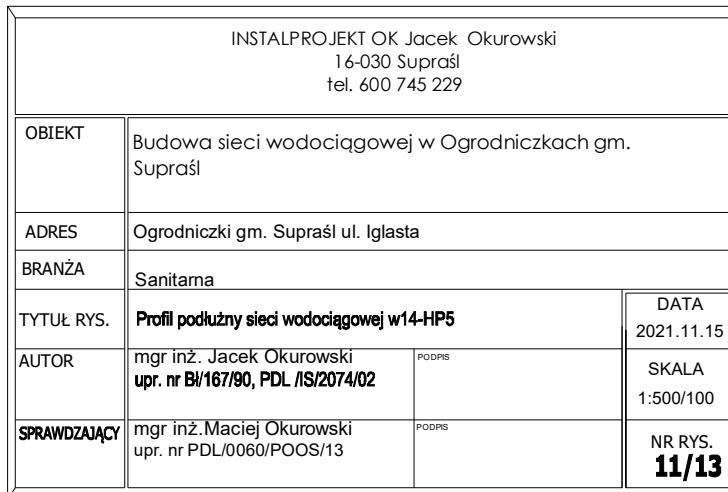 INSTALPROJEKT OK Jacek Okurowski
16-030 Supraśl
tel. 600 745 229
OBIEKT
Budowa sieci wodociągowej w Ogrodniczkach gm.
Supraśl
ADRES
Ogrodniczki gm. Supraśl ul. Iglasta
BRANŻA
Sanitarna
TYTUŁ RYS.
Profil podłużny sieci wodociągowej w14-HP5
DATA
2021.11.15
AUTOR
mgr inż. Jacek Okurowski
upr. nr Bł/167/90, PDL /IS/2074/02
PODPIS
SKALA
1:500/100
SPRAWDZAJĄCY
mgr inż.Maciej Okurowski
upr. nr PDL/0060/POOS/13
PODPIS
NR RYS.
11/13